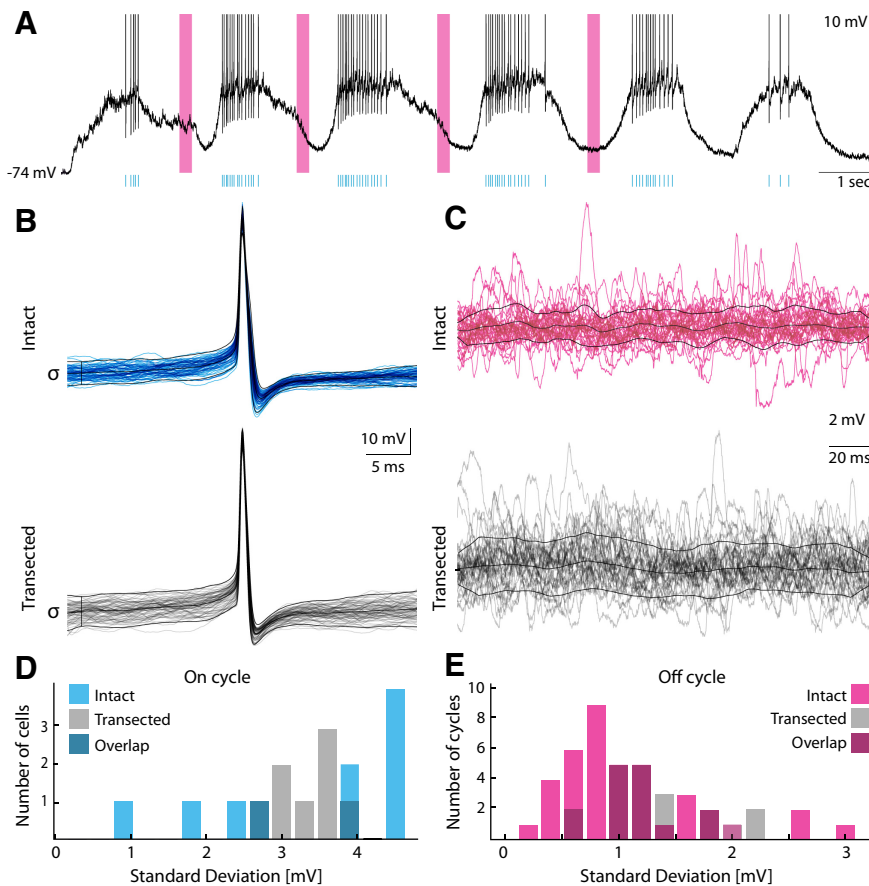 A
10 mV
-74 mV
1 sec
B
C
Intact
σ
Intact
10 mV
5 ms
2 mV
20 ms
Transected
σ
Transected
D
On cycle
Intact
Transected
Overlap
Number of cells
3
2
1
0
1
2
3
4
Standard Deviation [mV]
E
Off cycle
Intact
Transected
Overlap
Number of cycles
10
8
6
4
2
0
1
2
3
Standard Deviation [mV]